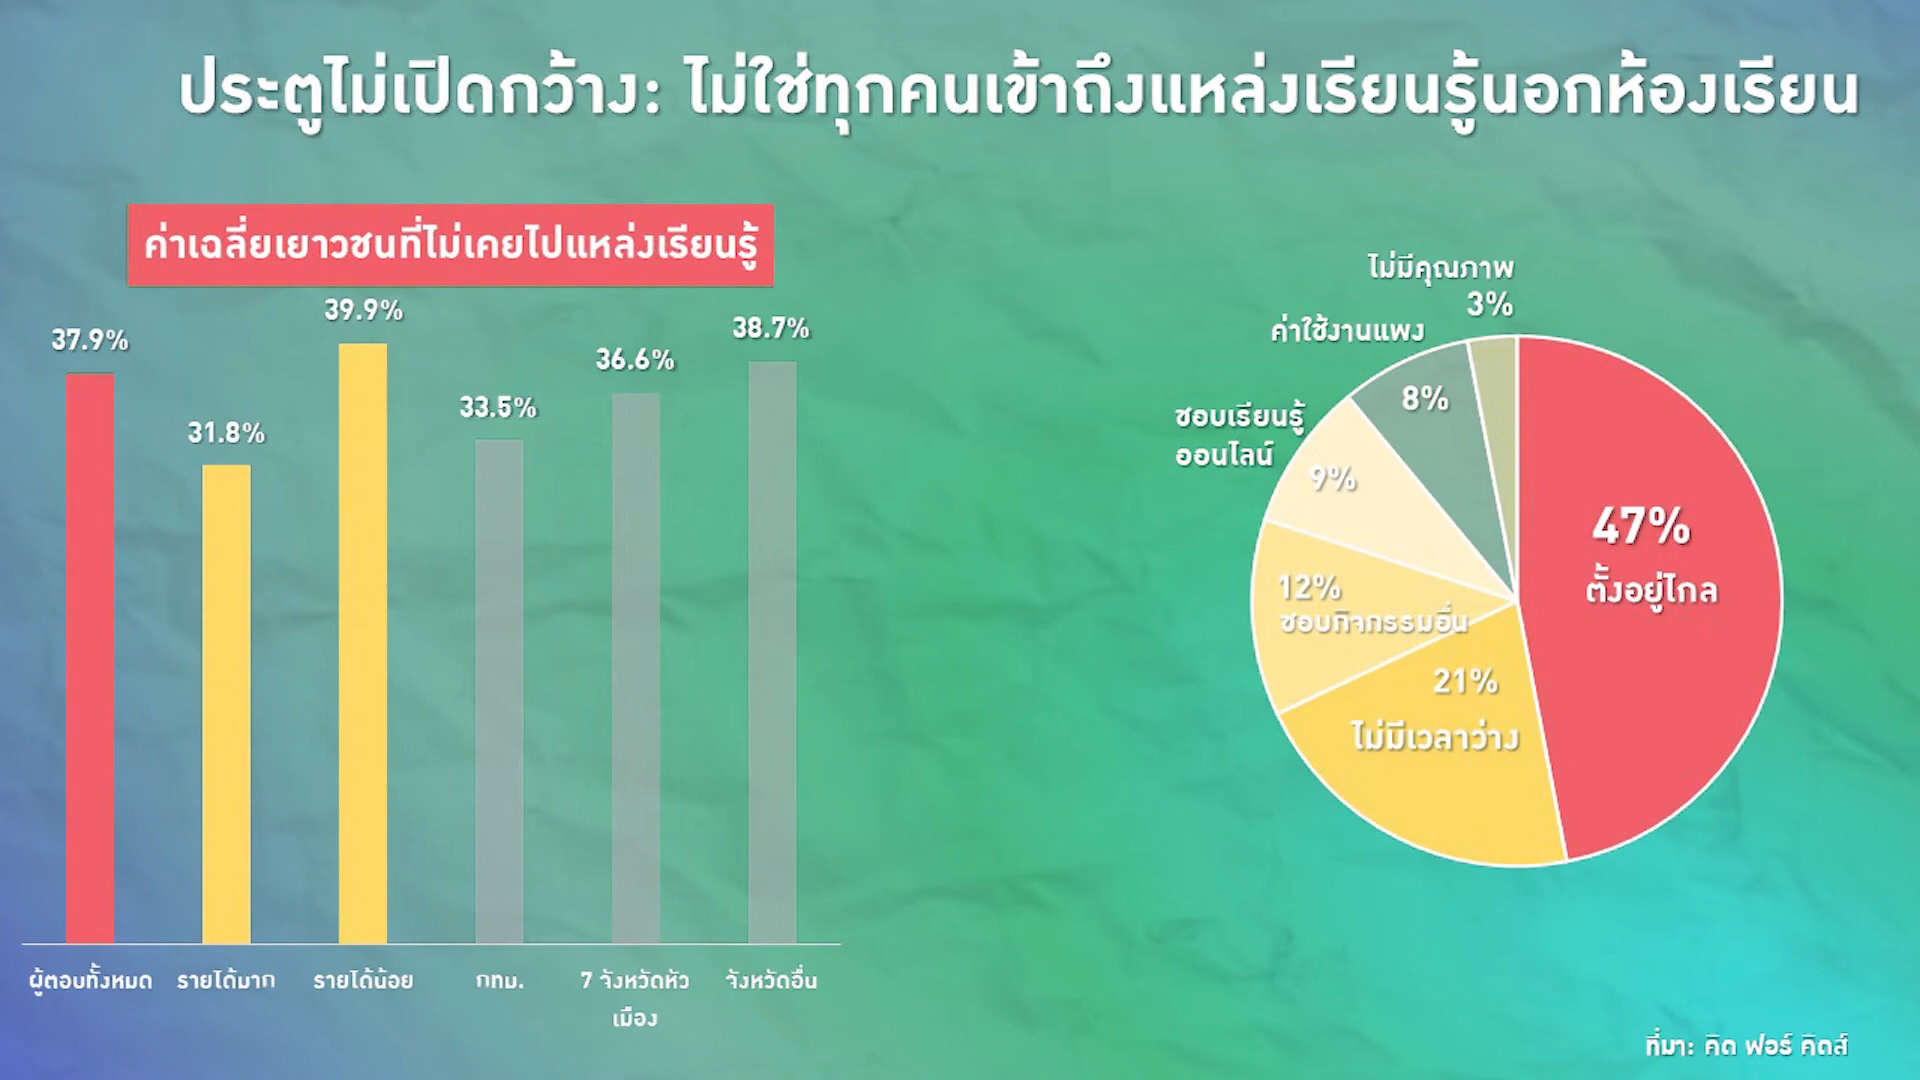 ประตูไม่เปิดกว้าง: ไม่ใช่ทุกคนเข้าถึงแหล่งเรียนรู้นอกห้องเรียน
ค่าเฉลี่ยเยาวชนที่ไม่เคยไปแหล่งเรียนรู้
37.9%
31.8%
39.9%
33.5%
36.6%
38.7%
ผู้ตอบทั้งหมด
รายได้มาก
รายได้น้อย
กทม.
7 จังหวัดหัว
เมือง
จังหวัดอื่น
ไม่มีคุณภาพ
3%
ค่าใช้งานแพง
8%
ชอบเรียนรู้
ออนไลน์
9%
12%
ชอบกิจกรรมอื่น
21%
ไม่มีเวลาว่าง
47%
ตั้งอยู่ไกล
ที่มา: คิด ฟอร์ คิดส์